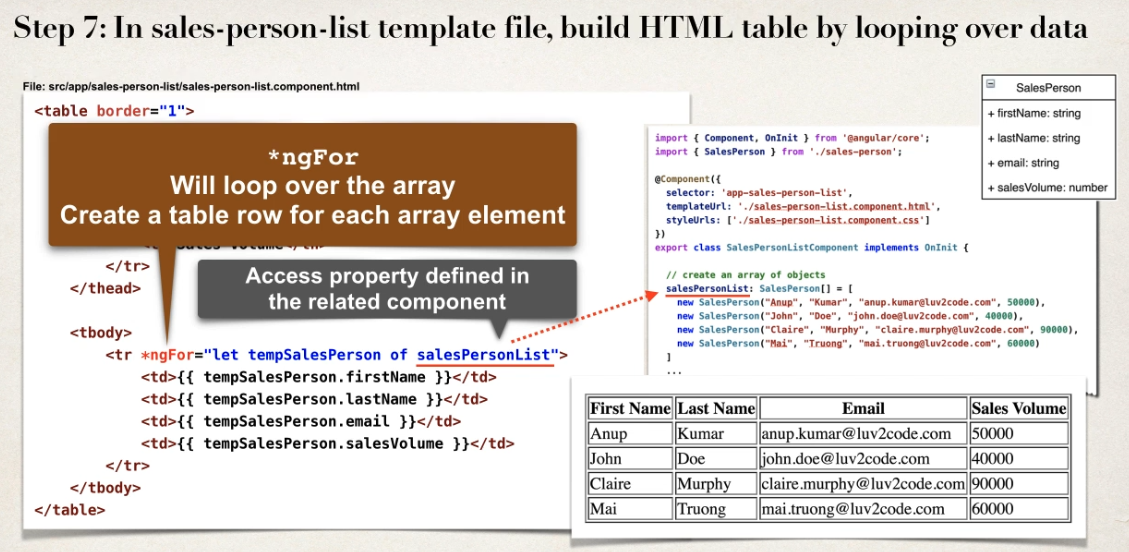 Step 7: In sales-person-list template file, build HTML table by looping over data
File: src/app/sales-person-list/sales-person-list.component.html
<table border="1">
*ngFor
Will loop over the array
Create a table row for each array element
</tr>
</thead>
Access property defined in
the related component
<tbody>
<tr *ngFor="let tempSalesPerson of salesPersonList">
<td>{{ tempSalesPerson.firstName }}</td>
<td>{{ tempSalesPerson.lastName }}</td>
<td>{{ tempSalesPerson.email }}</td>
<td>{{ tempSalesPerson.salesVolume }}</td>
</tr>
</tbody>
</table>
import { Component, OnInit } from '@angular/core';
import { SalesPerson } from './sales-person';
@Component({
selector: 'app-sales-person-list',
templateUrl: './sales-person-list.component.html',
styleUrls: ['./sales-person-list.component.css']
})
export class SalesPersonListComponent implements OnInit {
// create an array of objects
salesPersonList: SalesPerson[] = [
new SalesPerson("Anup", "Kumar", "anup.kumar@luv2code.com", 50000),
new SalesPerson("John", "Doe", "john.doe@luv2code.com", 40000),
new SalesPerson("Claire", "Murphy", "claire.murphy@luv2code.com", 90000),
new SalesPerson("Mai", "Truong", "mai.truong@luv2code.com", 60000)
]
...
SalesPerson
+ firstName: string
+ lastName: string
+ email: string
+ salesVolume: number
First Name Last Name Email Sales Volume
Anup Kumar anup.kumar@luv2code.com 50000
John Doe john.doe@luv2code.com 40000
Claire Murphy claire.murphy@luv2code.com 90000
Mai Truong mai.truong@luv2code.com 60000